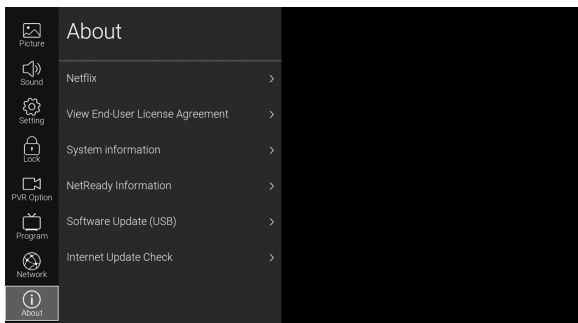 Picture
Sound
Setting
Lock
PVR Option
Program
Network
About
About
Netflix
View End-User License Agreement
System information
NetReady Information
Software Update (USB)
Internet Update Check